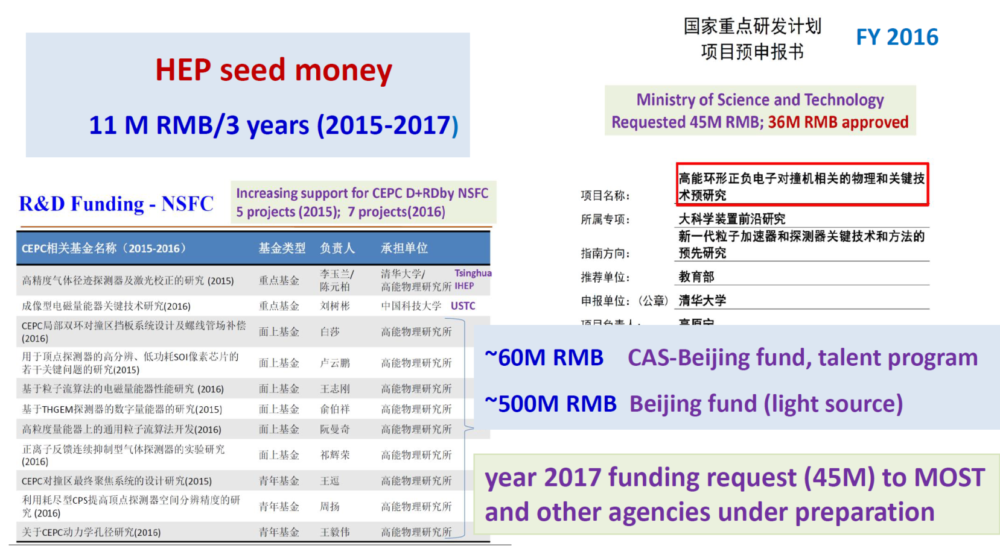 HEP seed money
11 M RMB/3 years (2015-2017)
国家重点研发计划
项目预申报书
FY 2016
Ministry of Science and Technology
Requested 45M RMB; 36M RMB approved
R&D Funding - NSFC
Increasing support for CEPC D+RDby NSFC
5 projects (2015); 7 projects(2016)
CEPC相关基金名称（2015-2016） 基金类型 负责人 承担单位
高精度气体径迹探测器及激光校正的研究 (2015) 重点基金 李玉兰/ 陈元柏 清华大学/ 高能物理研究所 Tsinghua IHEP
成像型电磁量能器关键技术研究(2016) 重点基金 刘树彬 中国科技大学 USTC
CEPC局部双环对撞区挡板系统设计及螺线管场补偿
(2016) 面上基金 白莎 高能物理研究所
用于顶点探测器的高分辨、低功耗SOI像素芯片的
若干关键问题的研究(2015) 面上基金 卢云鹏 高能物理研究所
基于粒子流算法的电磁量能器性能研究 (2016) 面上基金 王志刚 高能物理研究所
基于THGEM探测器的数字量能器的研究(2015) 面上基金 俞伯祥 高能物理研究所
高粒度量能器上的通用粒子流算法开发(2016) 面上基金 阮曼奇 高能物理研究所
正离子反馈连续抑制型气体探测器的实验研究
(2016) 面上基金 祁辉荣 高能物理研究所
CEPC对撞区最终聚焦系统的设计研究(2015) 青年基金 王逗 高能物理研究所
利用耗尽型CPS提高顶点探测器空间分辨精度的研
究 (2016) 青年基金 周扬 高能物理研究所
关于CEPC动力学孔径研究(2016) 青年基金 王毅伟 高能物理研究所
项目名称： 高能环形正负电子对撞机相关的物理和关键技
术预研究
所属专项： 大科学装置前沿研究
指南方向： 新一代粒子加速器和探测器关键技术和方法的
预先研究
推荐单位： 教育部
申报单位：（公章） 清华大学
项目负责人： 高原宁
~60M RMB CAS-Beijing fund, talent program
~500M RMB Beijing fund (light source)
year 2017 funding request (45M) to MOST
and other agencies under preparation